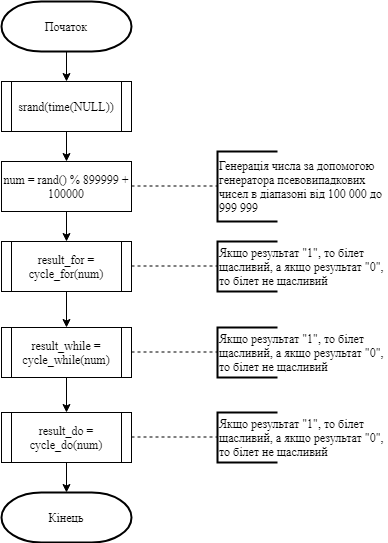 Початок
srand(time(NULL))
num = rand() % 899999 +
100000
Генерація числа за допомогою
генератора псевовипадкових
чисел в діапазоні від 100 000 до
999 999
result_for =
cycle_for(num)
Якщо результат "1", то білет
щасливий, а якщо результат "0",
то білет не щасливий
result_while =
cycle_while(num)
Якщо результат "1", то білет
щасливий, а якщо результат "0",
то білет не щасливий
result_do =
cycle_do(num)
Якщо результат "1", то білет
щасливий, а якщо результат "0",
то білет не щасливий
Кінець